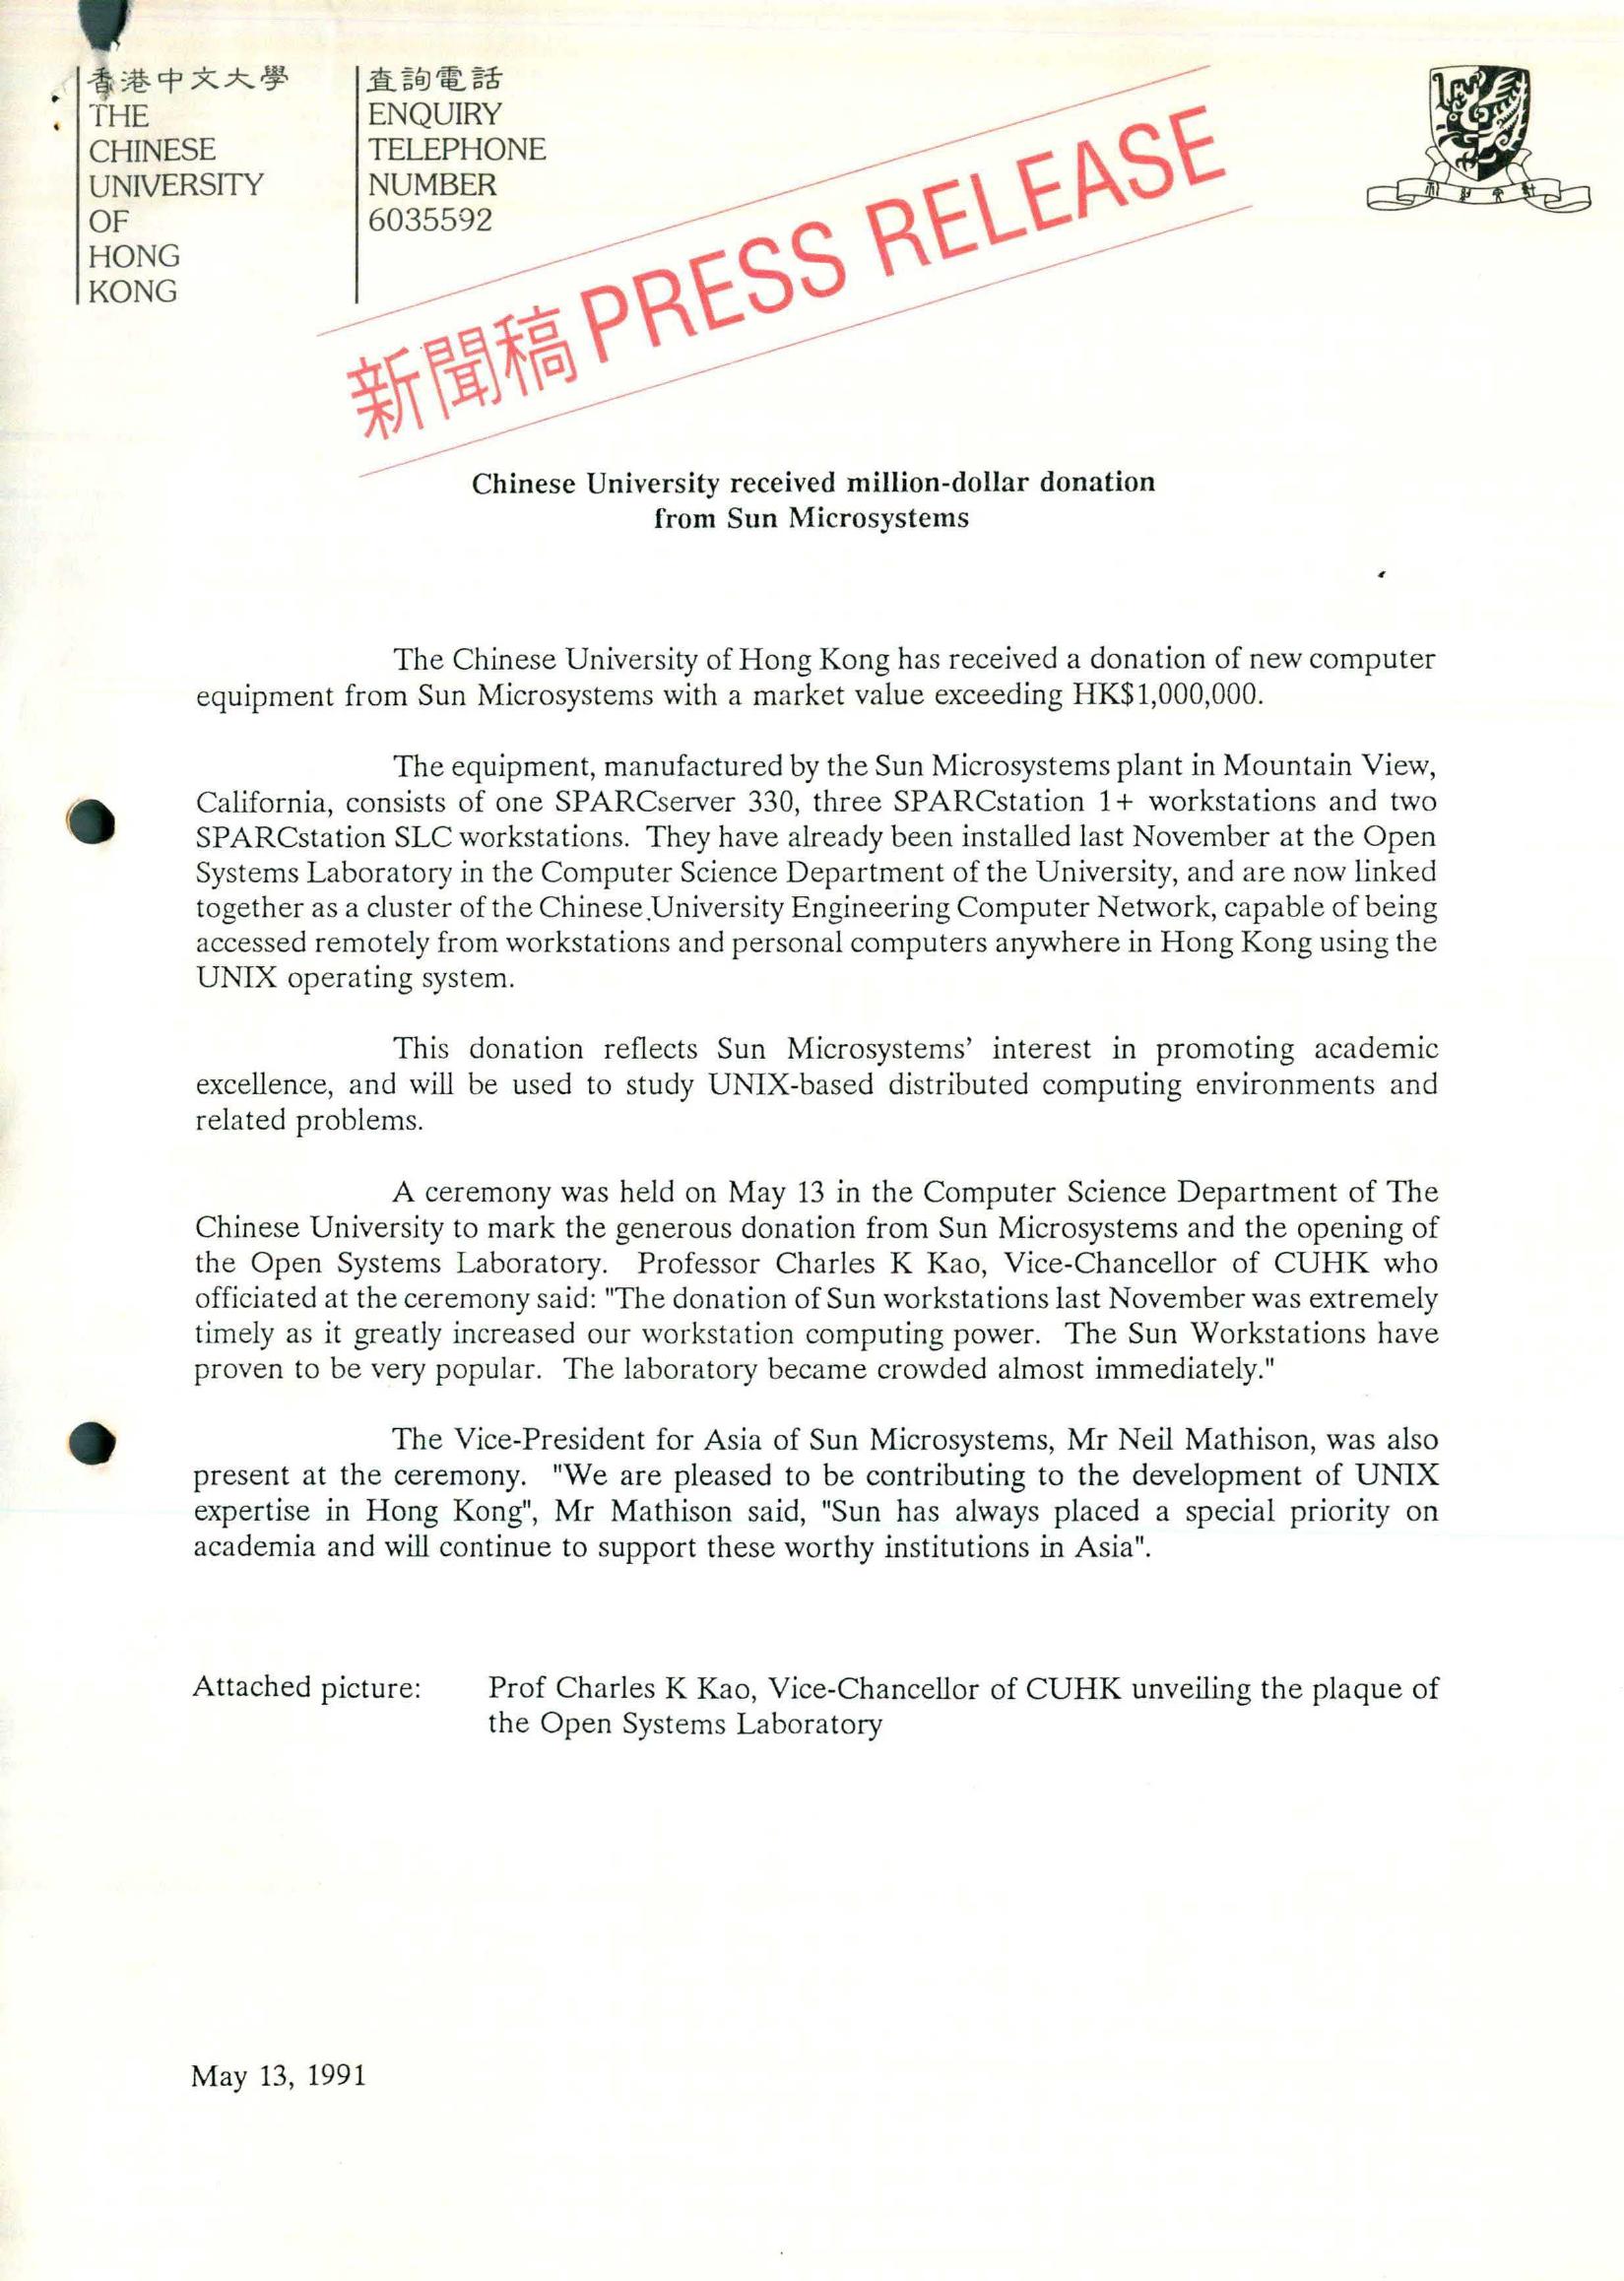 香港中文大學
THE
CHINESE
UNIVERSITY
OF
HONG
KONG
查詢電話
ENQUIRY
TELEPHONE
NUMBER
6035592
新聞稿 PRESS RELEASE
Chinese University received million-dollar donation
from Sun Microsystems
The Chinese University of Hong Kong has received a donation of new computer
equipment from Sun Microsystems with a market value exceeding HK$1,000,000.
The equipment, manufactured by the Sun Microsystems plant in Mountain View,
California, consists of one SPARCserver 330, three SPARCstation 1+ workstations and two
SPARCstation SLC workstations. They have already been installed last November at the Open
Systems Laboratory in the Computer Science Department of the University, and are now linked
together as a cluster of the Chinese University Engineering Computer Network, capable of being
accessed remotely from workstations and personal computers anywhere in Hong Kong using the
UNIX operating system.
This donation reflects Sun Microsystems' interest in promoting academic
excellence, and will be used to study UNIX-based distributed computing environments and
related problems.
A ceremony was held on May 13 in the Computer Science Department of The
Chinese University to mark the generous donation from Sun Microsystems and the opening of
the Open Systems Laboratory. Professor Charles K Kao, Vice-Chancellor of CUHK who
officiated at the ceremony said: "The donation of Sun workstations last November was extremely
timely as it greatly increased our workstation computing power. The Sun Workstations have
proven to be very popular. The laboratory became crowded almost immediately."
The Vice-President for Asia of Sun Microsystems, Mr Neil Mathison, was also
present at the ceremony. "We are pleased to be contributing to the development of UNIX
expertise in Hong Kong", Mr Mathison said, "Sun has always placed a special priority on
academia and will continue to support these worthy institutions in Asia".
Attached picture: Prof Charles K Kao, Vice-Chancellor of CUHK unveiling the plaque of
the Open Systems Laboratory
May 13, 1991